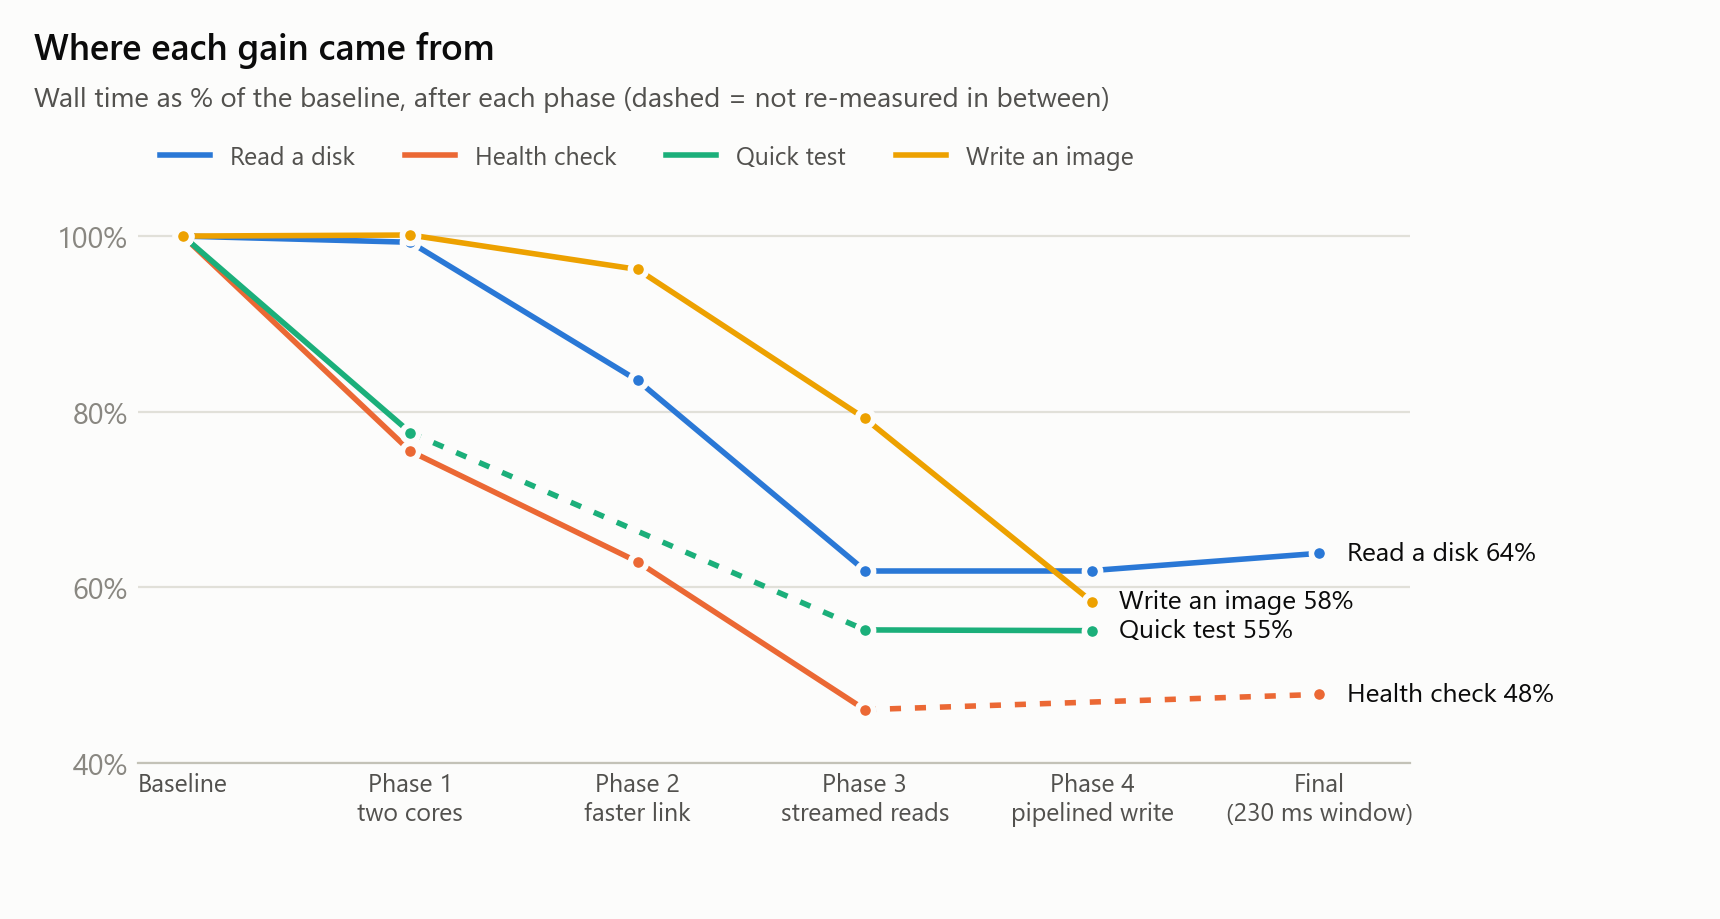 Where each gain came from
Wall time as % of the baseline, after each phase (dashed = not re-measured in between)
Read a disk
Health check
Quick test
Write an image
100%
80%
60%
40%
Read a disk 64%
Write an image 58%
Quick test 55%
Health check 48%
Baseline
Phase 1
two cores
Phase 2
faster link
Phase 3
streamed reads
Phase 4
pipelined write
Final
(230 ms window)